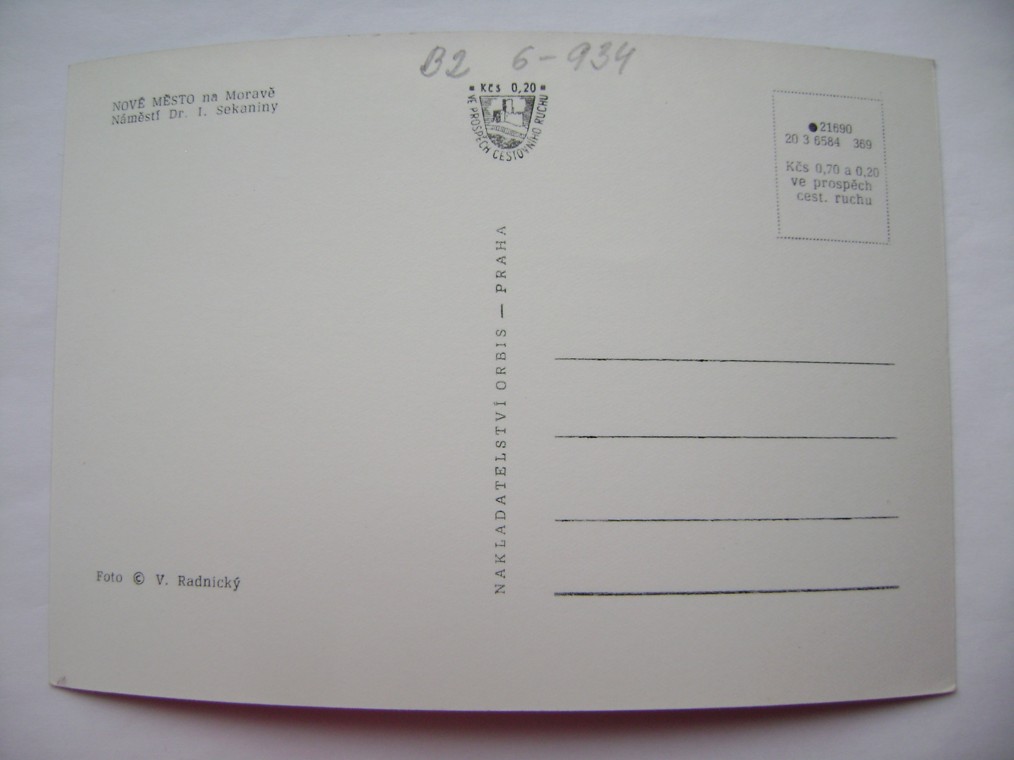 B2 6-934
NOVÉ MĚSTO na Moravě
Náměstí Dr. I. Sekaniny
• Kčs 0,20 •
VE PROSPĚCH CESTOVNÍHO RUCHU
●21690
20 3 6584 369
Kčs 0,70 a 0,20
ve prospěch
cest. ruchu
NAKLADATELSTVÍ ORBIS — PRAHA
Foto © V. Radnický